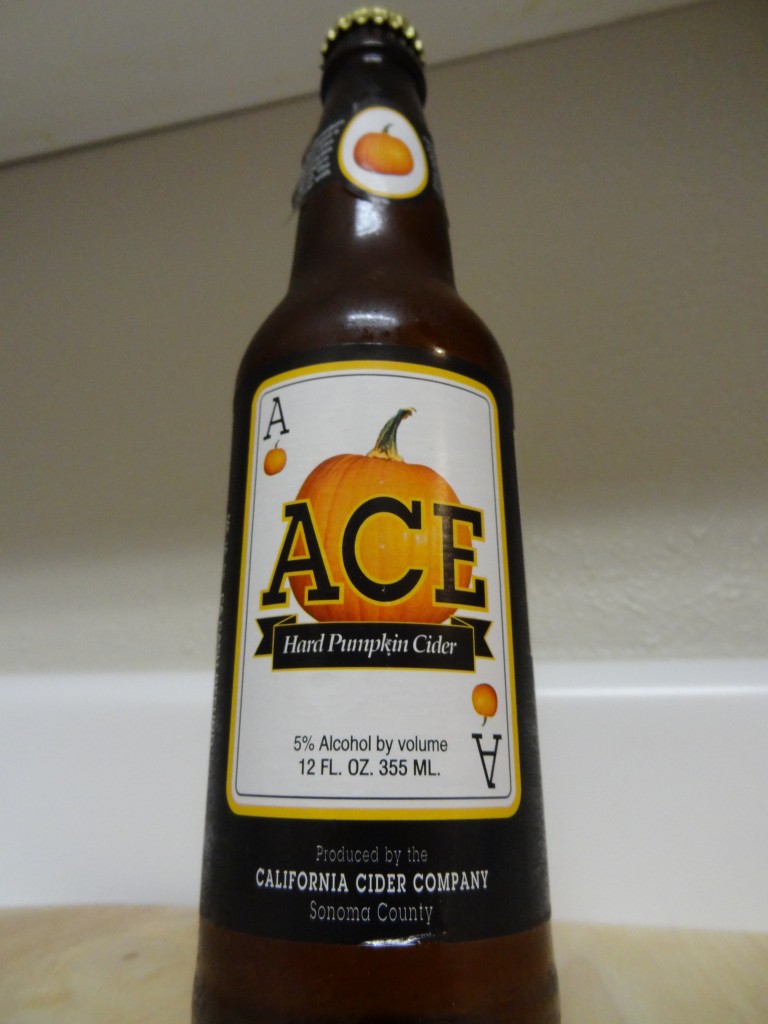 A
ACE
Hard Pumpkin Cider
5% Alcohol by volume
12 FL. OZ. 355 ML.
A
Produced by the
CALIFORNIA CIDER COMPANY
Sonoma County